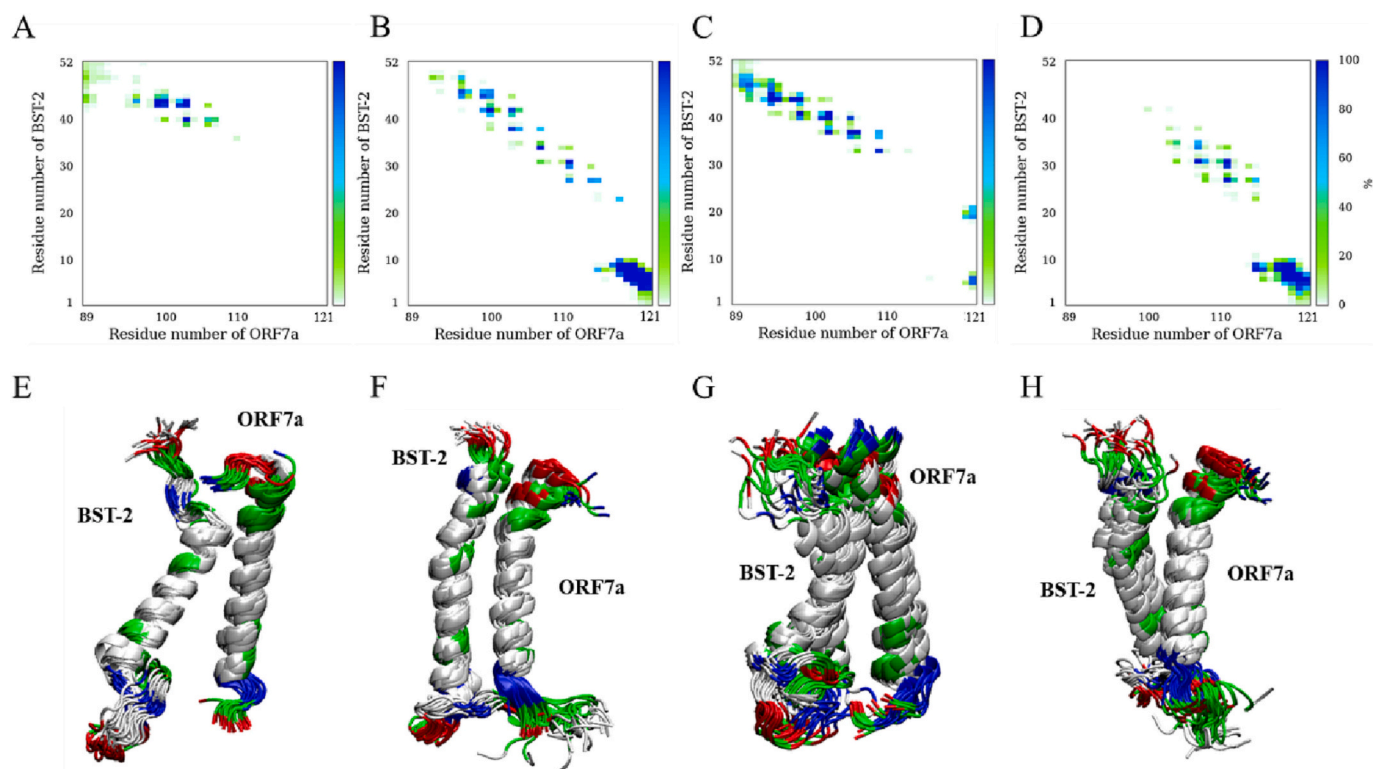 A
B
C
D
52
40
30
20
10
1
Residue number of BST-2
89
100
110
121
Residue number of ORF7a
52
40
30
20
10
1
Residue number of BST-2
89
100
110
121
Residue number of ORF7a
52
40
30
20
10
1
Residue number of BST-2
89
100
110
121
Residue number of ORF7a
52
40
30
20
10
1
Residue number of BST-2
89
100
110
121
Residue number of ORF7a
100
80
60
40
20
0
%
E
F
G
H
ORF7a
BST-2
BST-2
ORF7a
ORF7a
BST-2
BST-2
ORF7a